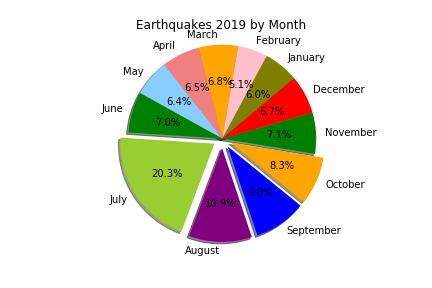 Earthquakes 2019 by Month
March
February
April
January
May
December
June
November
July
October
August
September
6.8%
5.1%
6.5%
6.0%
6.4%
6.7%
7.0%
7.1%
20.3%
8.3%
10.9%
9.0%